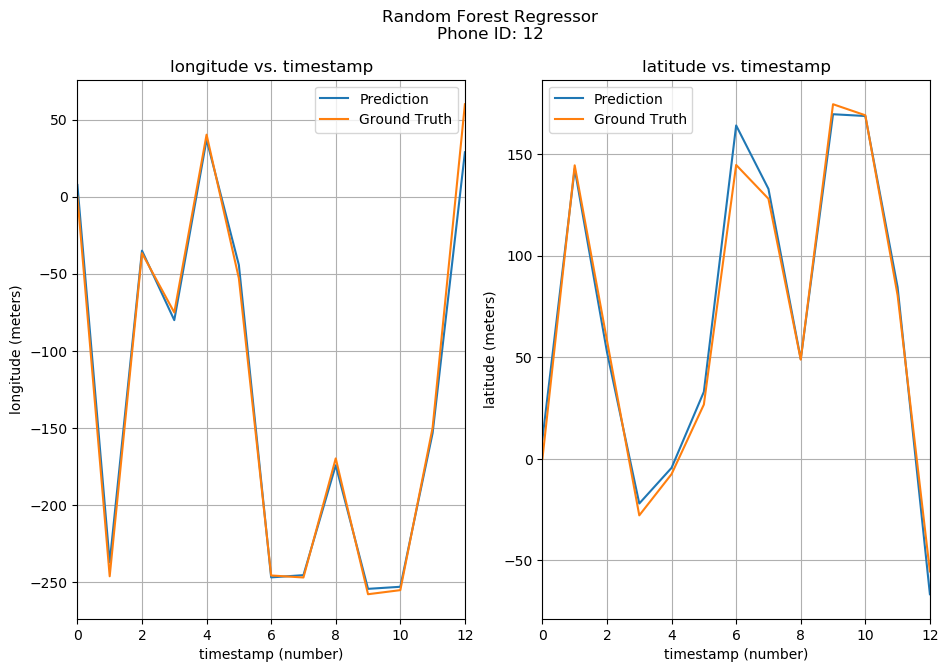 Random Forest Regressor
Phone ID: 12
longitude vs. timestamp
Prediction
Ground Truth
50
0
−50
−100
−150
−200
−250
longitude (meters)
0 2 4 6 8 10 12
timestamp (number)
latitude vs. timestamp
Prediction
Ground Truth
150
100
50
0
−50
latitude (meters)
0 2 4 6 8 10 12
timestamp (number)